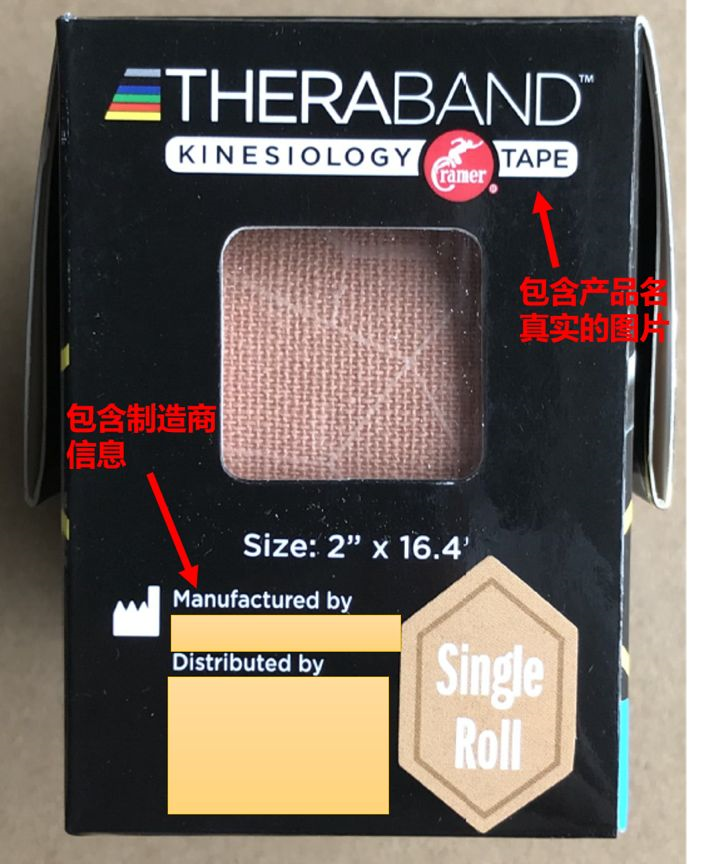 THERABAND™
KINESIOLOGY Cramer® TAPE
包含产品名
真实的图片
包含制造商
信息
Size: 2” x 16.4’
Manufactured by
Distributed by
Single
Roll